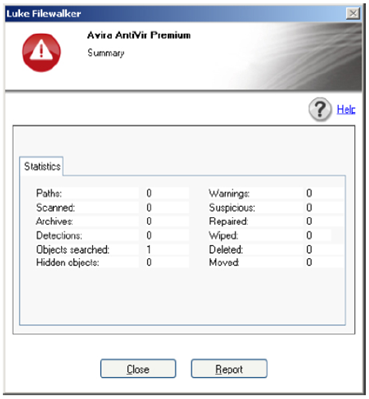 Luke Filewalker
Avira AntiVir Premium
Summary
? Help
Statistics
Paths: 0 Warnings: 0
Scanned: 0 Suspicious: 0
Archives: 0 Repaired: 0
Detections: 0 Wiped: 0
Objects searched: 1 Deleted: 0
Hidden objects: 0 Moved: 0
Close Report